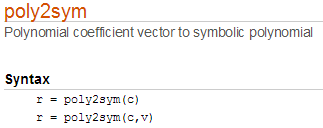 poly2sym
Polynomial coefficient vector to symbolic polynomial
Syntax
r = poly2sym(c)
r = poly2sym(c,v)